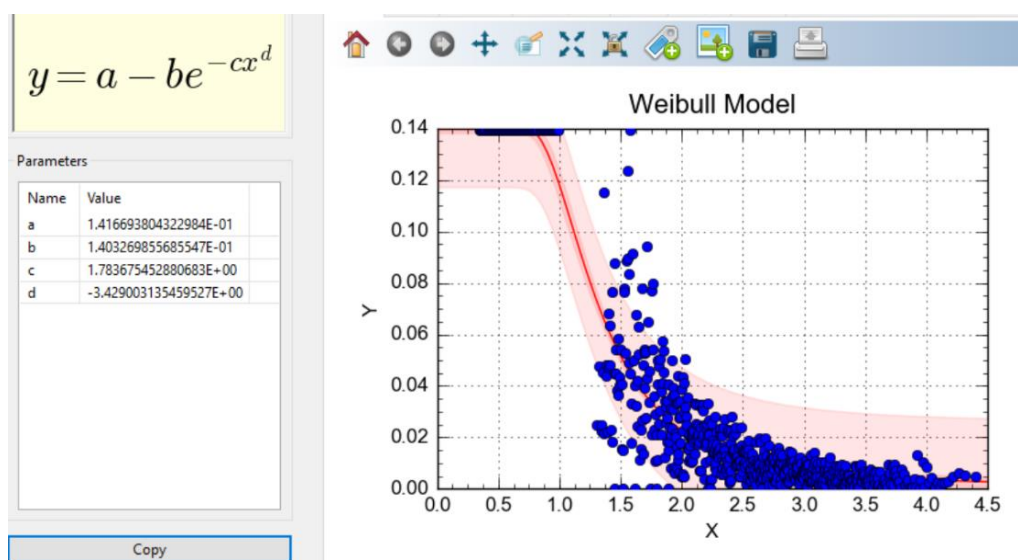 y = a − be^{−cx^d}
Parameters
Name Value
a 1.416693804322984E-01
b 1.403269855685547E-01
c 1.783675452880683E+00
d -3.429003135459527E+00
Copy
Weibull Model
0.14
0.12
0.10
0.08
0.06
0.04
0.02
0.00
Y
0.0 0.5 1.0 1.5 2.0 2.5 3.0 3.5 4.0 4.5
X